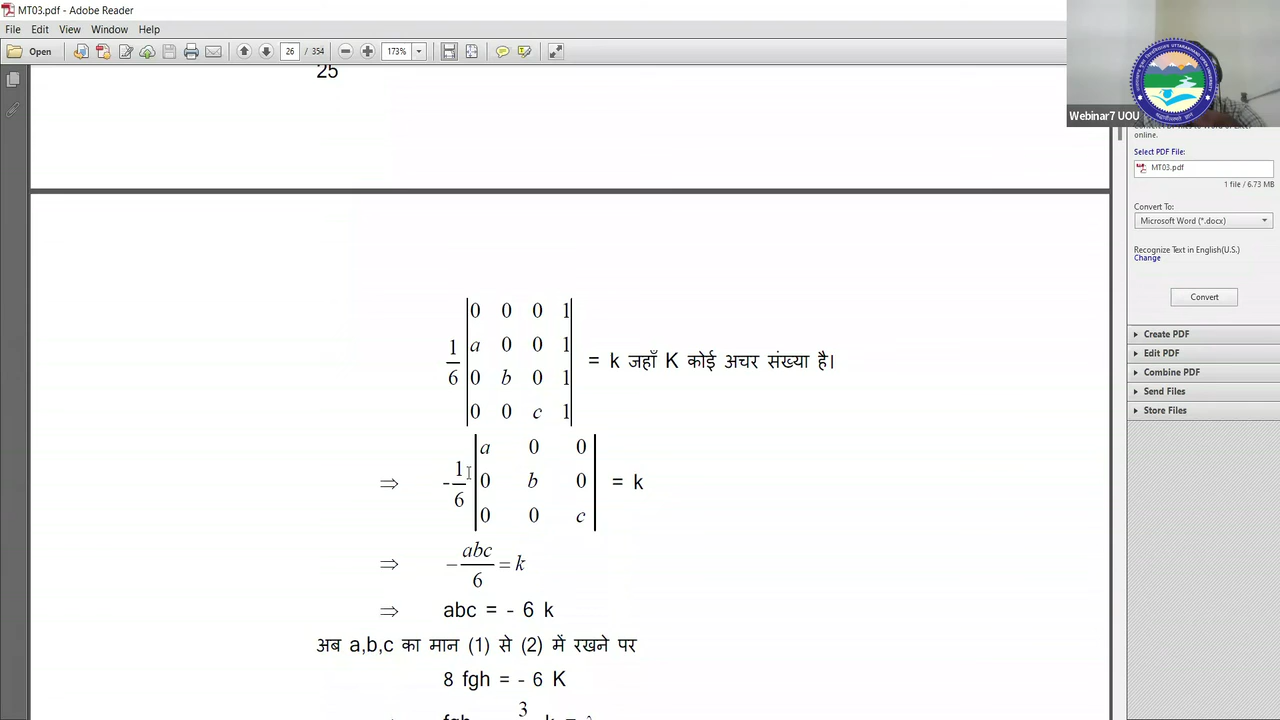 MT03.pdf - Adobe Reader
File Edit View Window Help
Open 26 / 354 173%
25
Webinar7 UOU
online.
Select PDF File:
MT03.pdf
1 file / 6.73 MB
Convert To:
Microsoft Word (*.docx)
Recognize Text in English(U.S.)
Change
Convert
Create PDF
Edit PDF
Combine PDF
Send Files
Store Files
1/6 |0 0 0 1
a 0 0 1
0 b 0 1
0 0 c 1| = k जहाँ K कोई अचर संख्या है।
⇒ -1/6 |a 0 0
0 b 0
0 0 c| = k
⇒ -abc/6 = k
⇒ abc = - 6 k
अब a,b,c का मान (1) से (2) में रखने पर
8 fgh = - 6 K